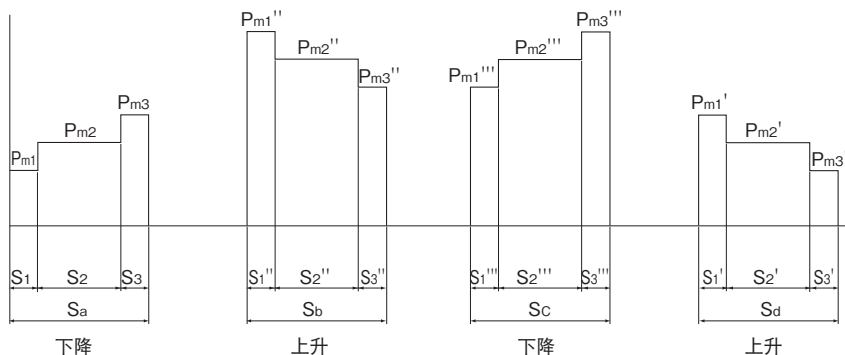 Pm1'' Pm3'''
Pm2'' Pm2'''
Pm3'' Pm1'''
Pm3 Pm1'
Pm2 Pm2'
Pm1 Pm3'
S1 S2 S3 S1'' S2'' S3'' S1''' S2''' S3''' S1' S2' S3'
Sa Sb SC Sd
下降 上升 下降 上升